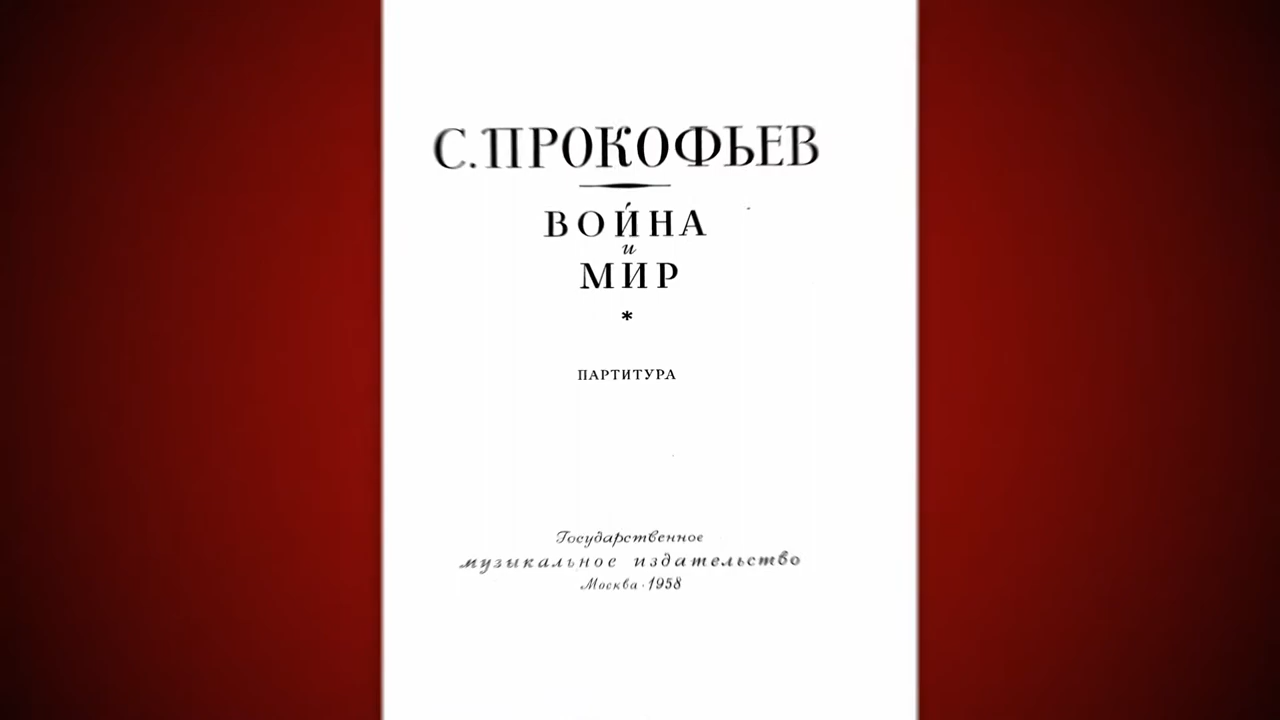 С.ПРОКОФЬЕВ
ВОЙНА
и
МИР
*
ПАРТИТУРА
Государственное
музыкальное издательство
Москва · 1958